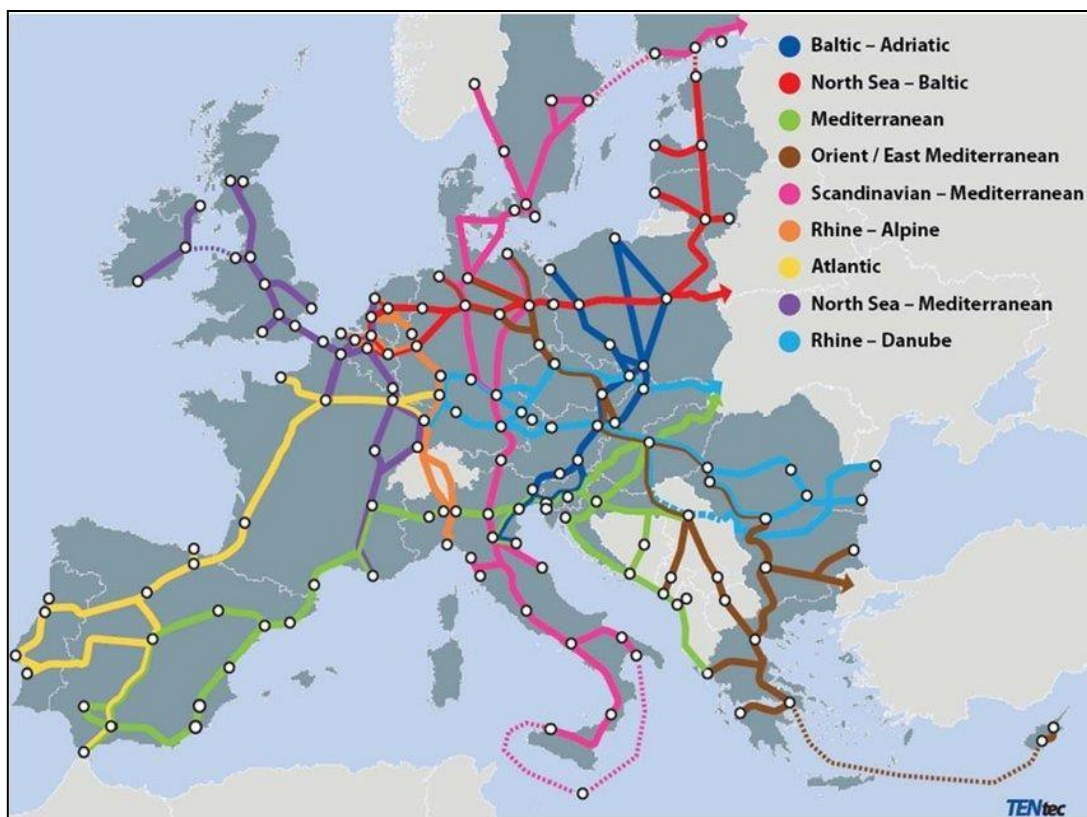 Baltic – Adriatic
North Sea – Baltic
Mediterranean
Orient / East Mediterranean
Scandinavian – Mediterranean
Rhine – Alpine
Atlantic
North Sea – Mediterranean
Rhine – Danube
TENtec